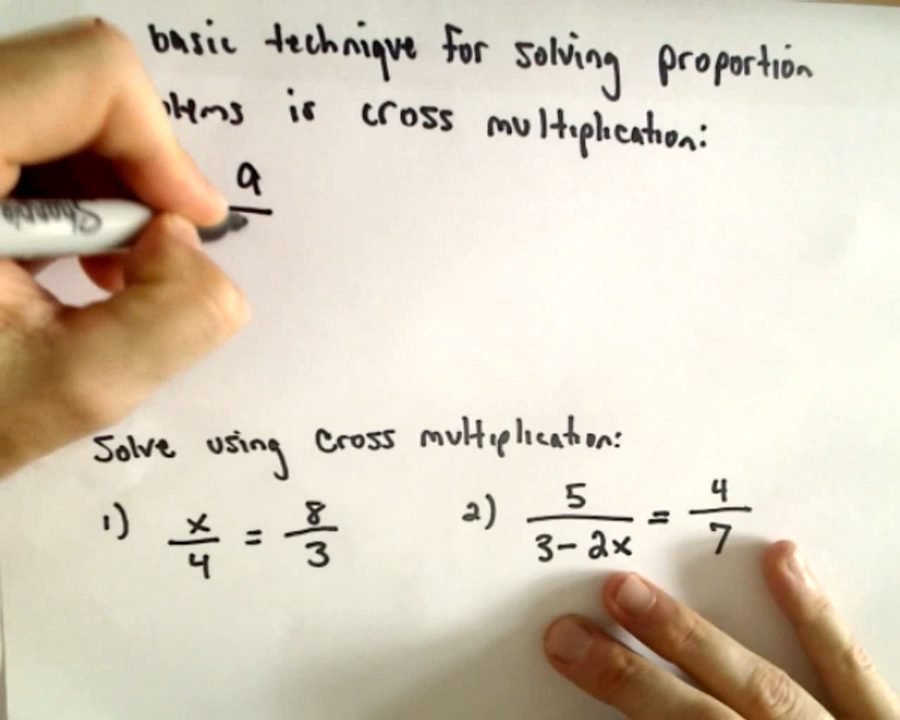 basic technique for solving proportion
is cross multiplication:
a
Sharpie
Solve using cross multiplication:
1) x/4 = 8/3 2) 5/(3-2x) = 4/7